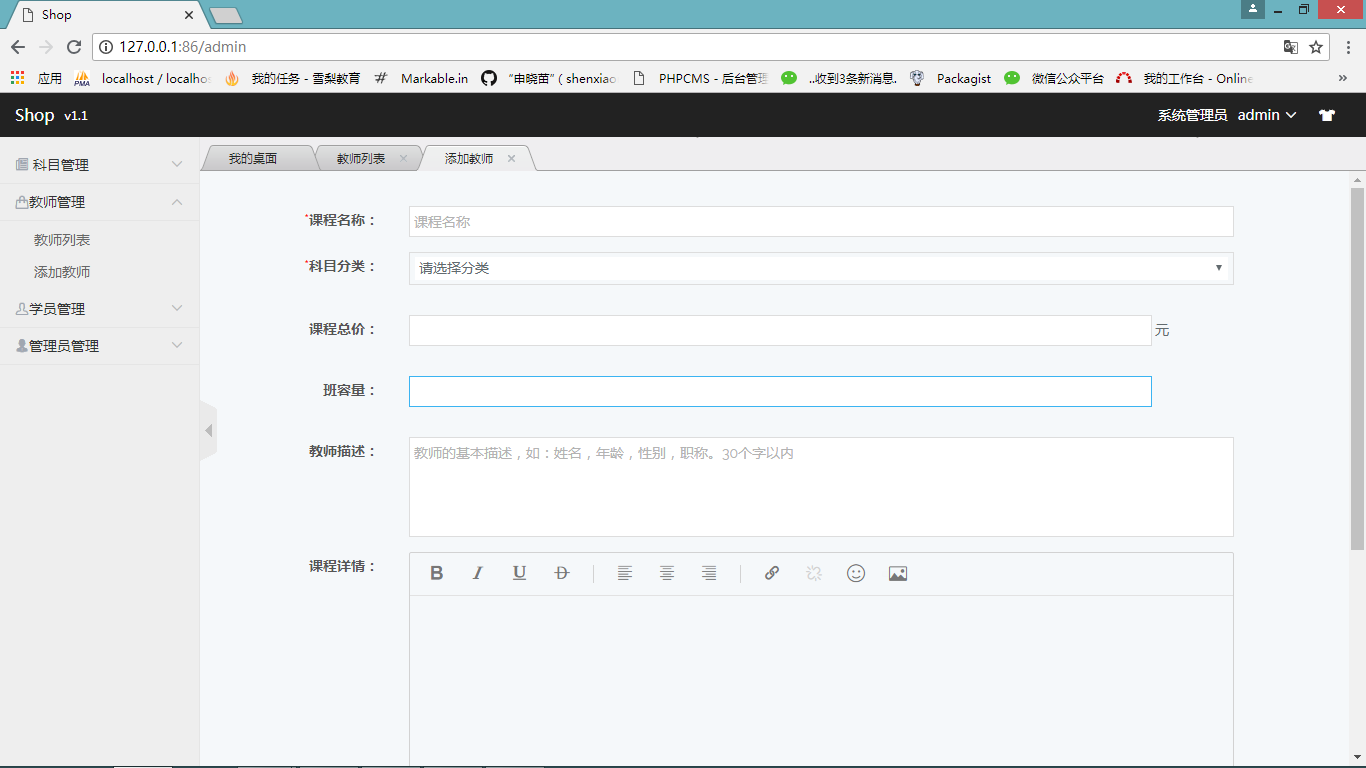 Shop
127.0.0.1:86/admin
应用 localhost / localhos 我的任务 - 雪梨教育 Markable.in “申晓苗” ( shenxiao PHPCMS - 后台管理 ..收到3条新消息. Packagist 微信公众平台 我的工作台 - Online »
Shop v1.1 系统管理员 admin
科目管理
教师管理
教师列表
添加教师
学员管理
管理员管理
我的桌面 教师列表 添加教师
*课程名称： 课程名称
*科目分类： 请选择分类
课程总价： 元
班容量：
教师描述： 教师的基本描述，如：姓名，年龄，性别，职称。30个字以内
课程详情： B I U D